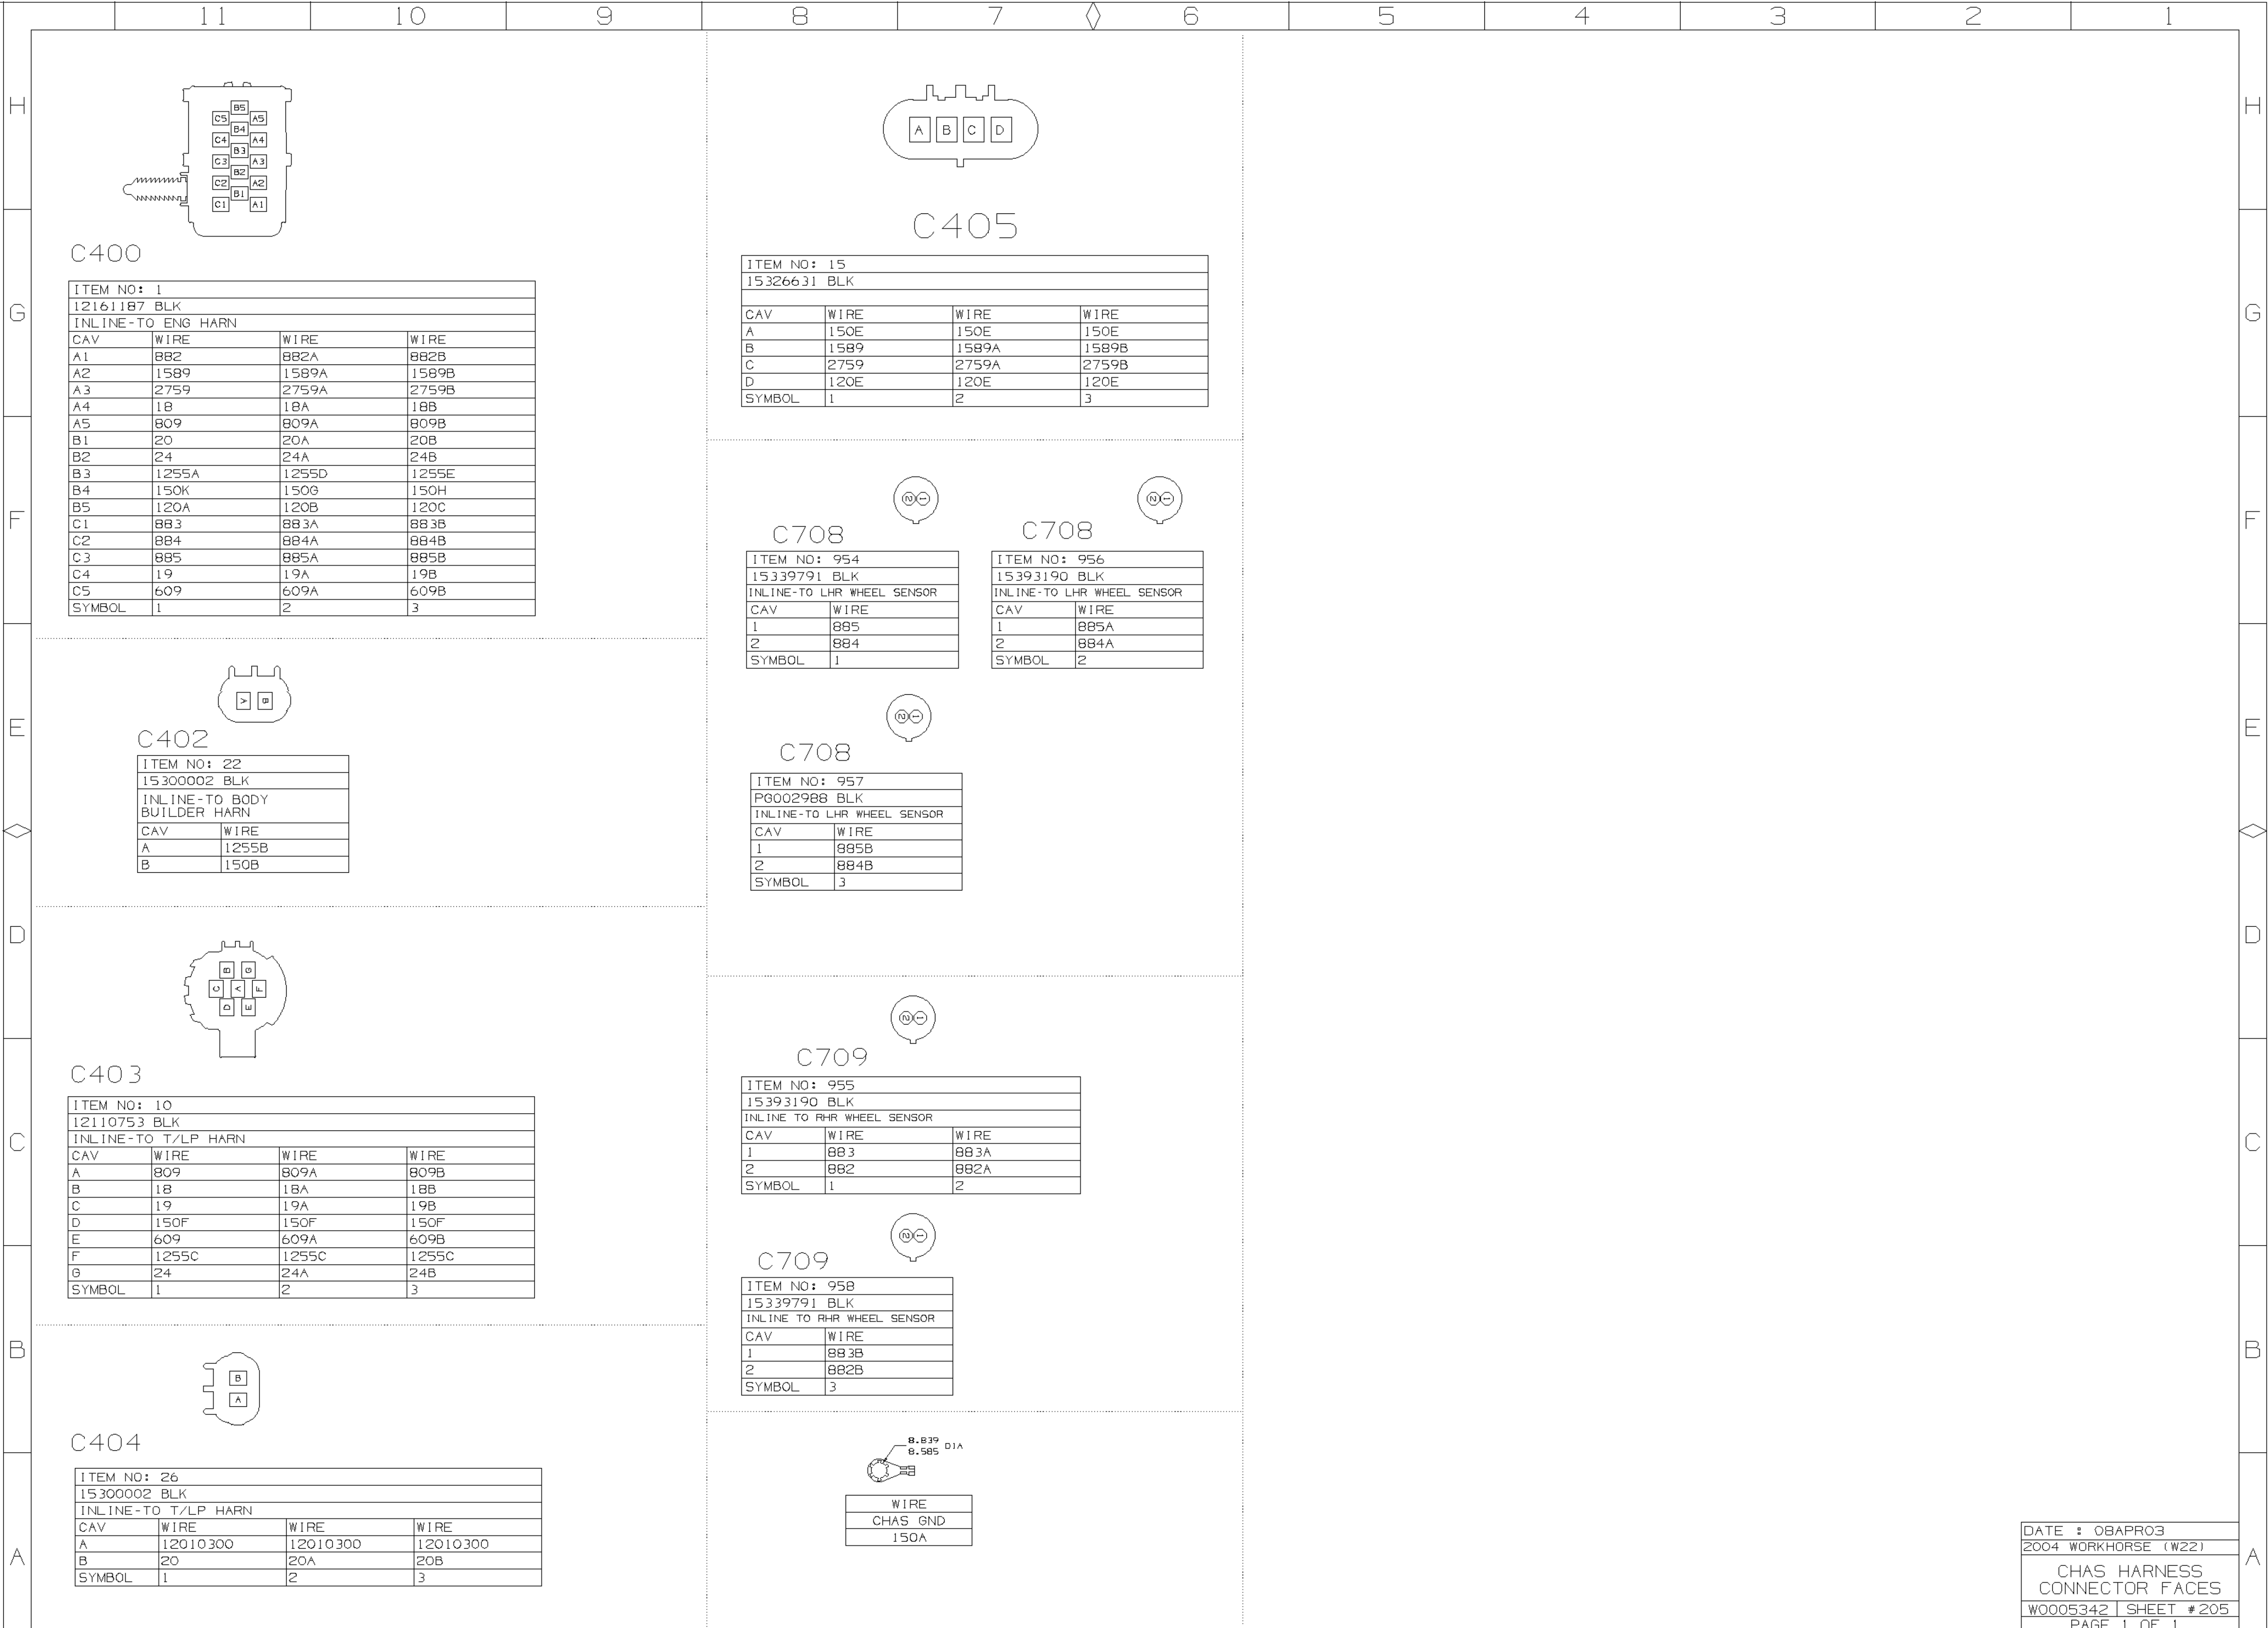 11 10 9 8 7 6 5 4 3 2 1
H H
G G
F F
E E
D D
C C
B B
A A
B5
C5 A5
B4
C4 A4
B3
C3 A3
B2
C2 A2
B1
C1 A1
C400
ITEM NO: 1
12161187 BLK
INLINE-TO ENG HARN
CAV WIRE WIRE WIRE
A1 882 882A 882B
A2 1589 1589A 1589B
A3 2759 2759A 2759B
A4 18 18A 18B
A5 809 809A 809B
B1 20 20A 20B
B2 24 24A 24B
B3 1255A 1255D 1255E
B4 150K 150G 150H
B5 120A 120B 120C
C1 883 883A 883B
C2 884 884A 884B
C3 885 885A 885B
C4 19 19A 19B
C5 609 609A 609B
SYMBOL 1 2 3
A B
C402
ITEM NO: 22
15300002 BLK
INLINE-TO BODY
BUILDER HARN
CAV WIRE
A 1255B
B 150B
B G
C A F
D E
C403
ITEM NO: 10
12110753 BLK
INLINE-TO T/LP HARN
CAV WIRE WIRE WIRE
A 809 809A 809B
B 18 18A 18B
C 19 19A 19B
D 150F 150F 150F
E 609 609A 609B
F 1255C 1255C 1255C
G 24 24A 24B
SYMBOL 1 2 3
B
A
C404
ITEM NO: 26
15300002 BLK
INLINE-TO T/LP HARN
CAV WIRE WIRE WIRE
A 12010300 12010300 12010300
B 20 20A 20B
SYMBOL 1 2 3
A B C D
C405
ITEM NO: 15
15326631 BLK
CAV WIRE WIRE WIRE
A 150E 150E 150E
B 1589 1589A 1589B
C 2759 2759A 2759B
D 120E 120E 120E
SYMBOL 1 2 3
2 1
C708
ITEM NO: 954
15339791 BLK
INLINE-TO LHR WHEEL SENSOR
CAV WIRE
1 885
2 884
SYMBOL 1
2 1
C708
ITEM NO: 956
15393190 BLK
INLINE-TO LHR WHEEL SENSOR
CAV WIRE
1 885A
2 884A
SYMBOL 2
2 1
C708
ITEM NO: 957
PG002988 BLK
INLINE-TO LHR WHEEL SENSOR
CAV WIRE
1 885B
2 884B
SYMBOL 3
2 1
C709
ITEM NO: 955
15393190 BLK
INLINE TO RHR WHEEL SENSOR
CAV WIRE WIRE
1 883 883A
2 882 882A
SYMBOL 1 2
2 1
C709
ITEM NO: 958
15339791 BLK
INLINE TO RHR WHEEL SENSOR
CAV WIRE
1 883B
2 882B
SYMBOL 3
8.839
8.585 DIA
WIRE
CHAS GND
150A
DATE : 08APR03
2004 WORKHORSE (W22)
CHAS HARNESS
CONNECTOR FACES
W0005342 SHEET #205
PAGE 1 OF 1